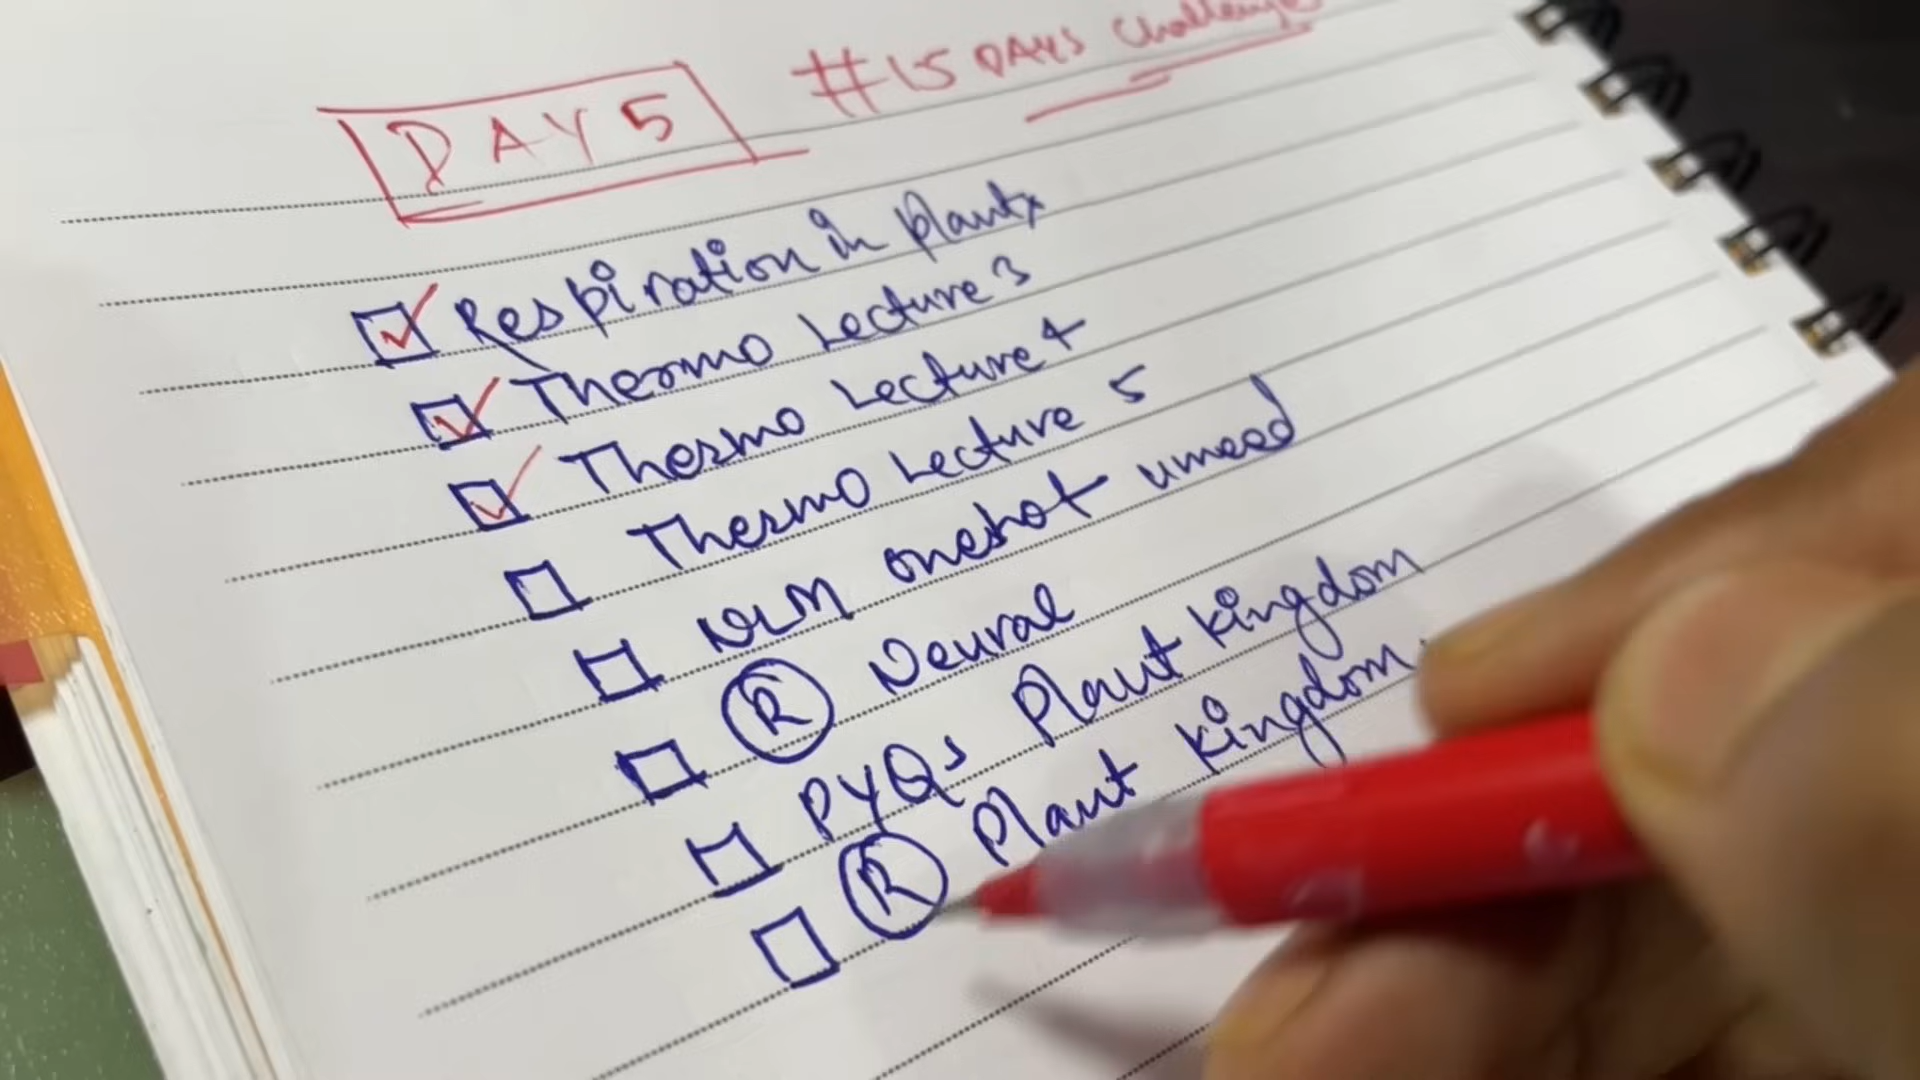 DAY 5 #15 DAYS Challenge
Respiration in plants
Thermo Lecture 3
Thermo Lecture 4
Thermo Lecture 5
NLM oneshot umeed
R Neural
PYQs Plant kingdom
R Plant kingdom